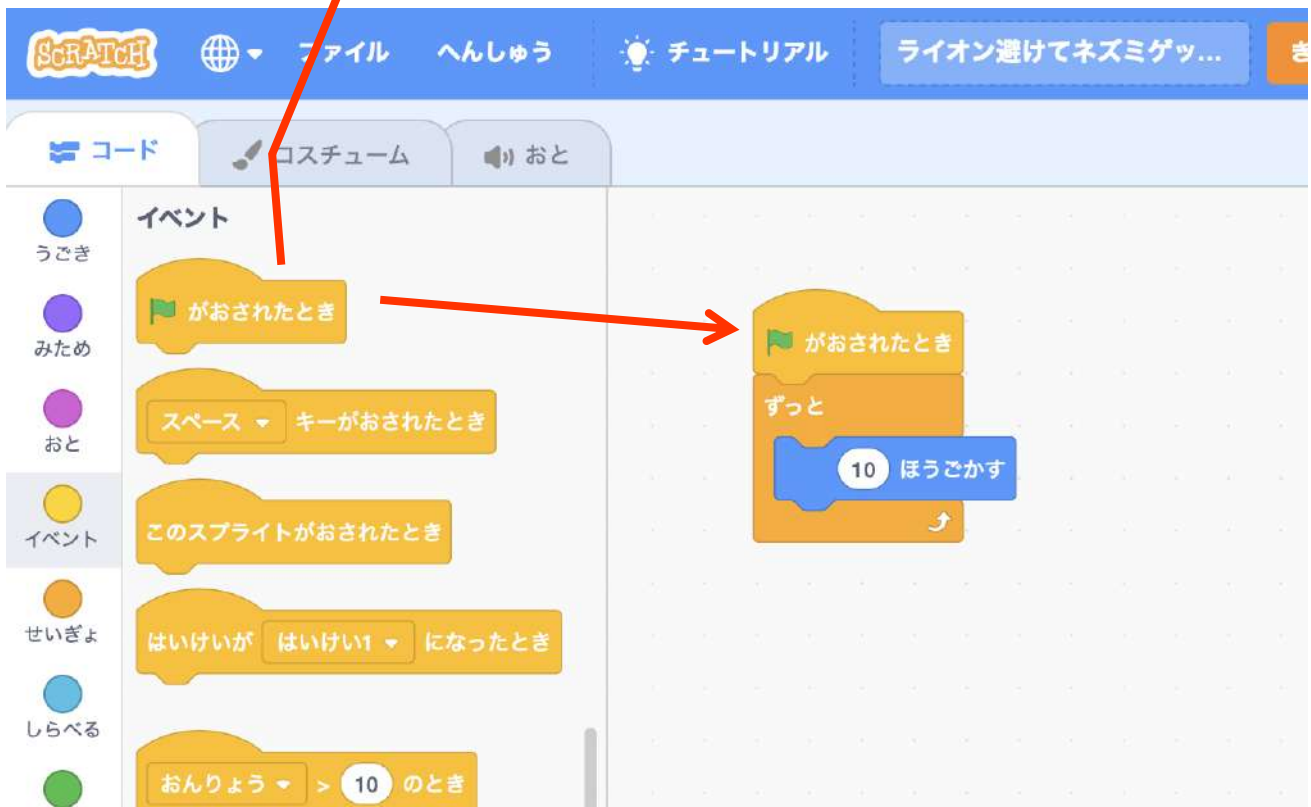 SCRATCH ファイル へんしゅう チュートリアル ライオン避けてネズミゲッ...
コード コスチューム おと
うごき
みため
おと
イベント
せいぎょ
しらべる
イベント
がおされたとき
スペース キーがおされたとき
このスプライトがおされたとき
はいけいが はいけい1 になったとき
おんりょう > 10 のとき
がおされたとき
ずっと
10 ほうごかす